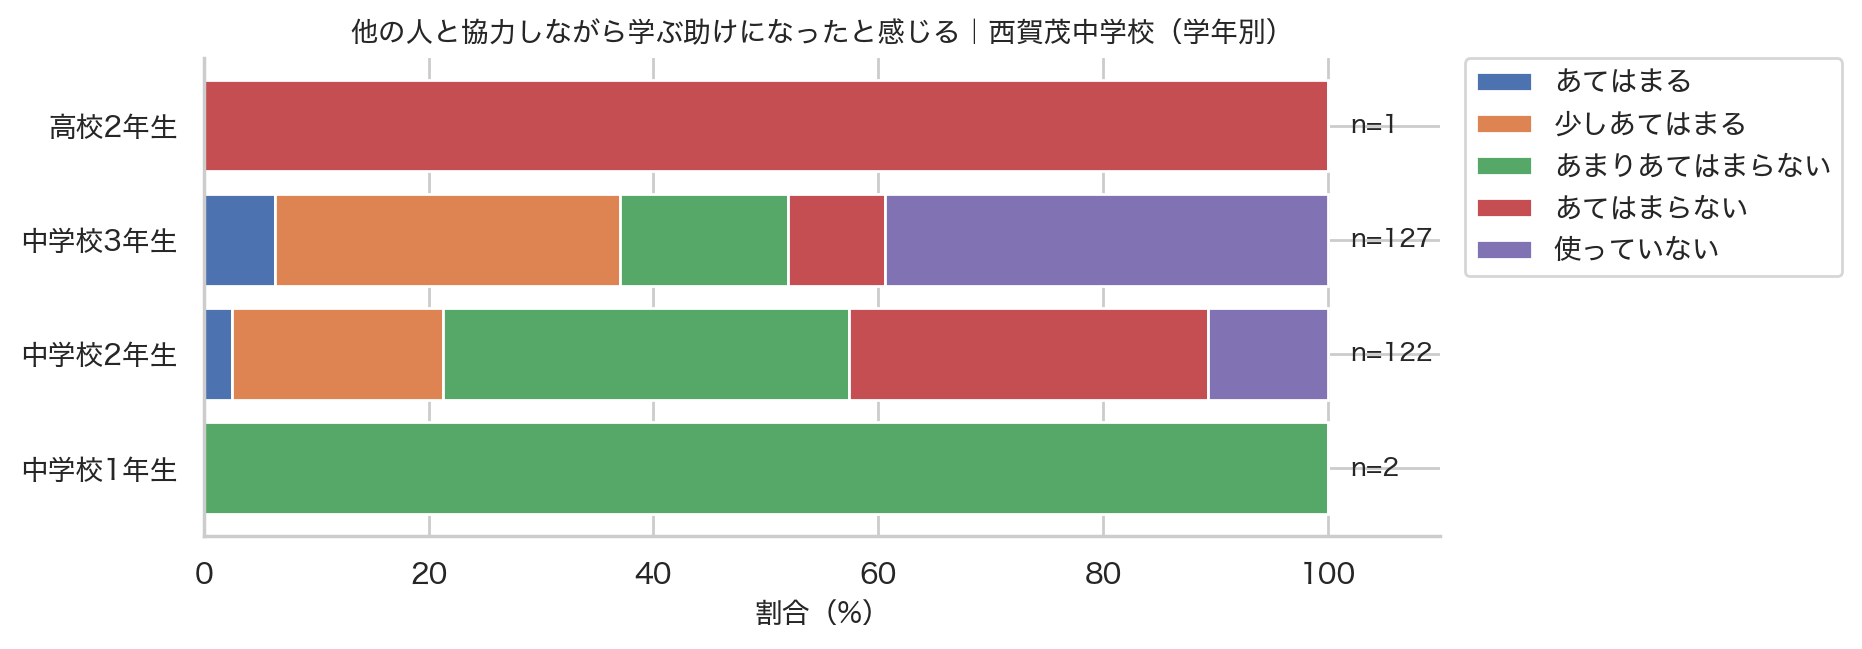 他の人と協力しながら学ぶ助けになったと感じる｜西賀茂中学校（学年別）
高校2年生
n=1
中学校3年生
n=127
中学校2年生
n=122
中学校1年生
n=2
0 20 40 60 80 100
割合（%）
あてはまる
少しあてはまる
あまりあてはまらない
あてはまらない
使っていない